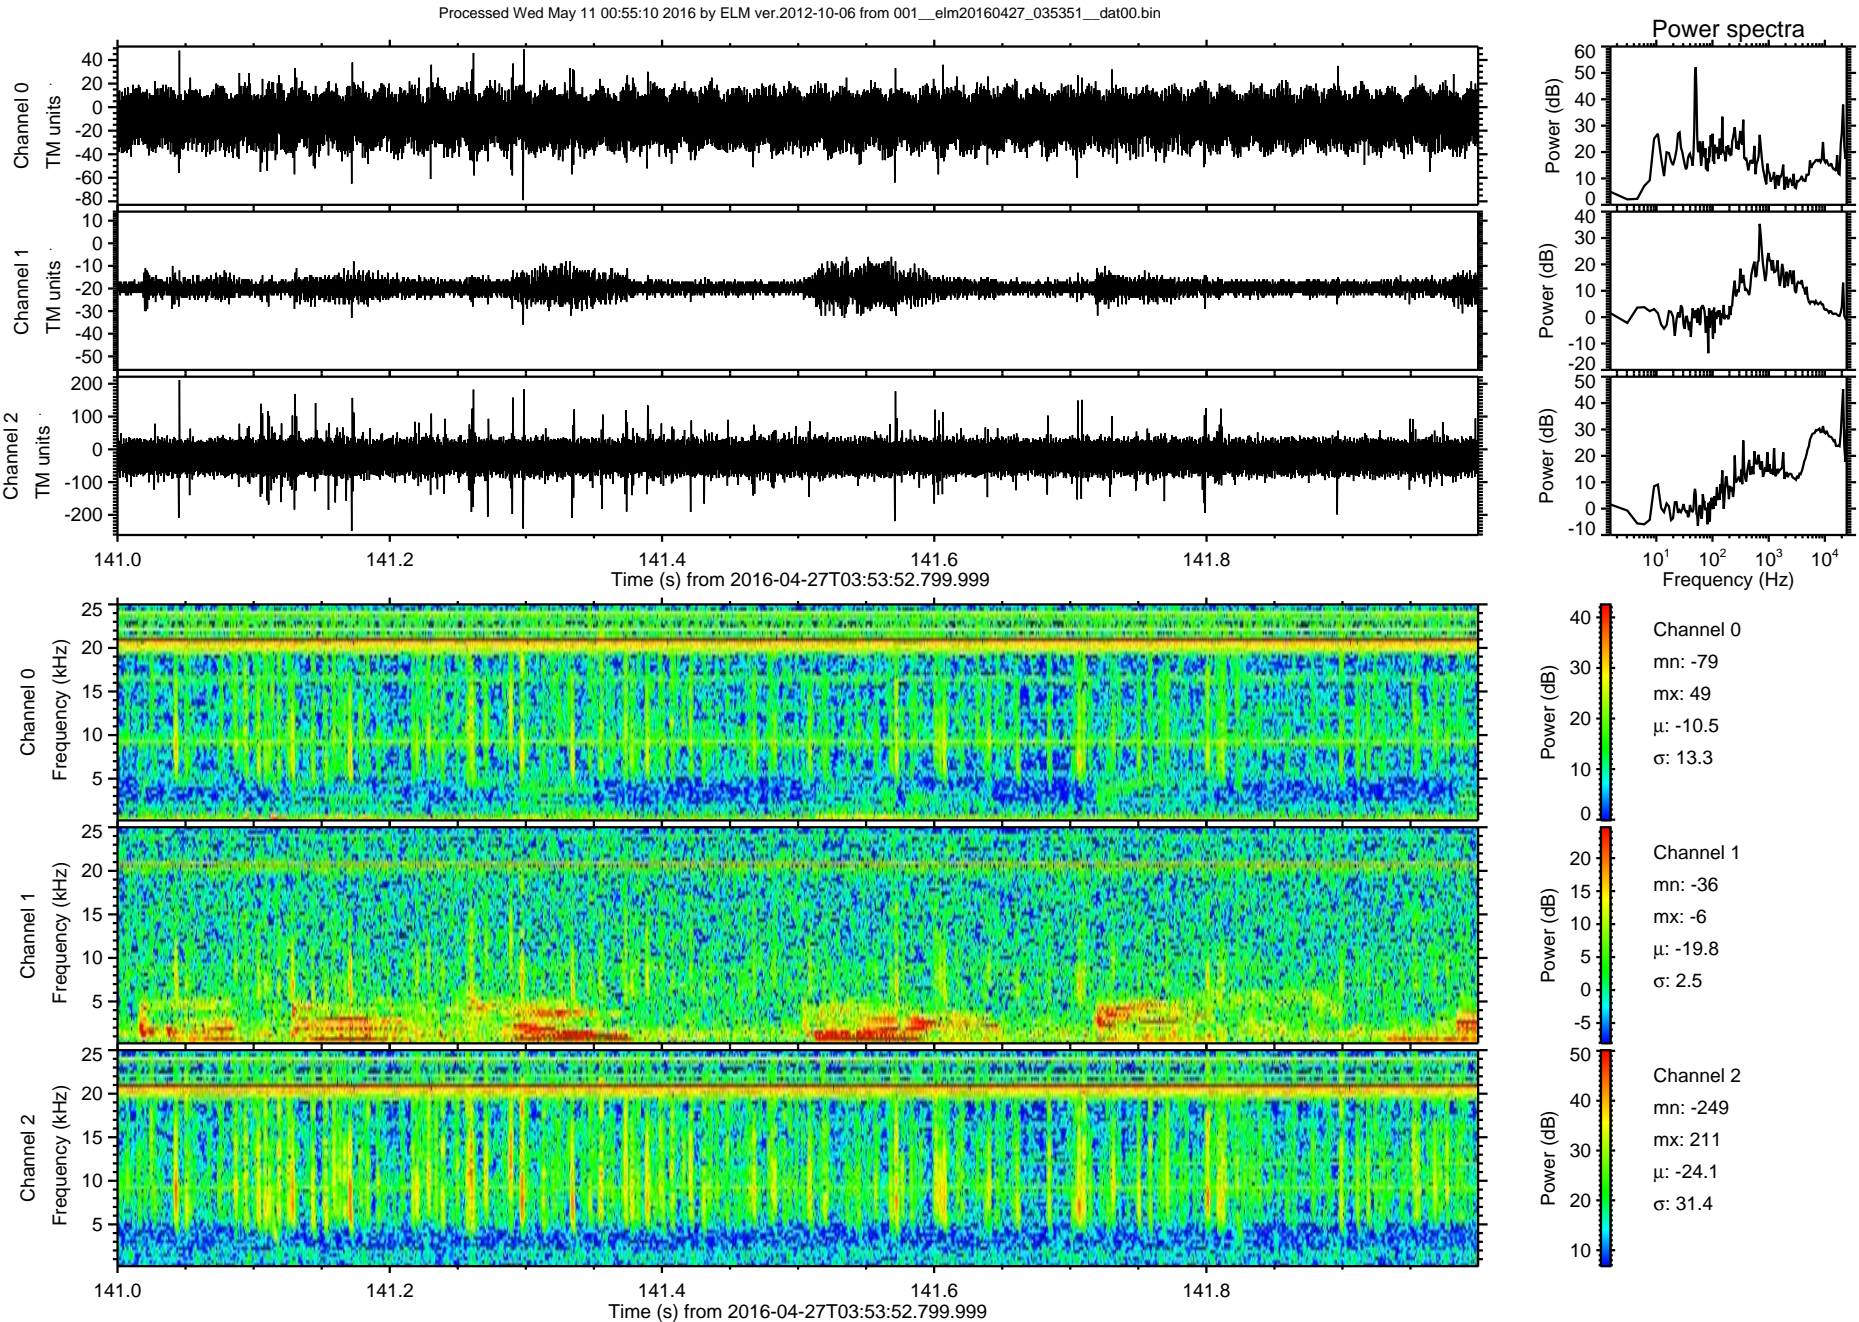 Processed Wed May 11 00:55:10 2016 by ELM ver.2012-10-06 from 001__elm20160427_035351__dat00.bin
Power spectra
Channel 0
TM units
40
20
0
-20
-40
-60
-80
Power (dB)
60
50
40
30
20
10
0
Channel 1
TM units
10
0
-10
-20
-30
-40
-50
Power (dB)
40
30
20
10
0
-10
-20
Channel 2
TM units
200
100
0
-100
-200
Power (dB)
50
40
30
20
10
0
-10
141.0 141.2 141.4 141.6 141.8
Time (s) from 2016-04-27T03:53:52.799.999
10^1 10^2 10^3 10^4
Frequency (Hz)
Channel 0
Frequency (kHz)
25
20
15
10
5
Power (dB)
40
30
20
10
0
Channel 0
mn: -79
mx: 49
μ: -10.5
σ: 13.3
Channel 1
Frequency (kHz)
25
20
15
10
5
Power (dB)
20
15
10
5
0
-5
Channel 1
mn: -36
mx: -6
μ: -19.8
σ: 2.5
Channel 2
Frequency (kHz)
25
20
15
10
5
Power (dB)
50
40
30
20
10
Channel 2
mn: -249
mx: 211
μ: -24.1
σ: 31.4
141.0 141.2 141.4 141.6 141.8
Time (s) from 2016-04-27T03:53:52.799.999